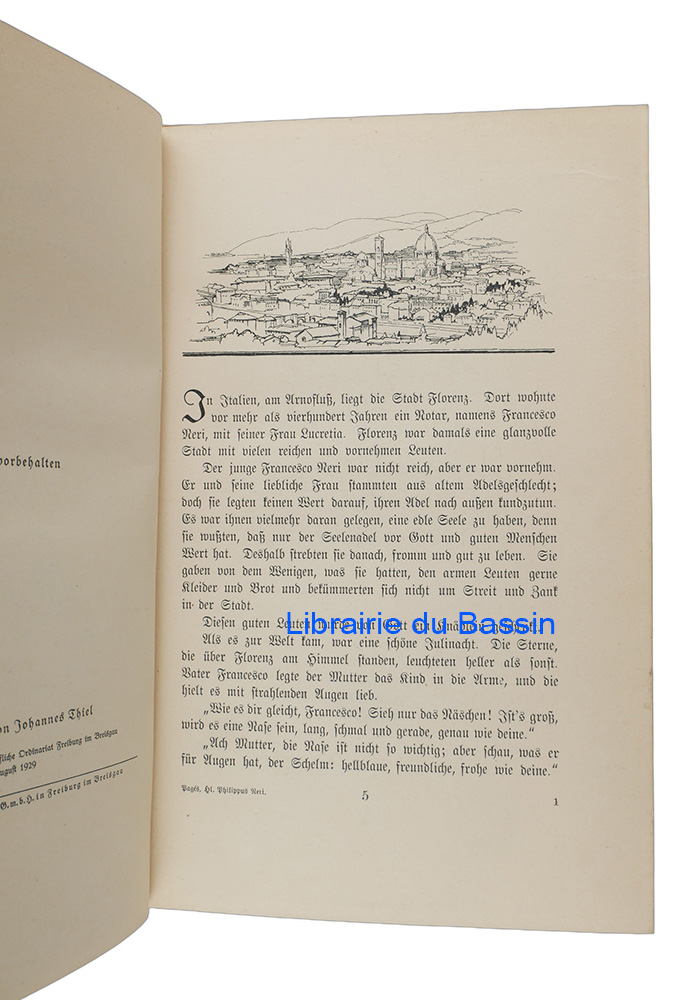 vorbehalten
on Johannes Thiel
fliche Ordinariat Freiburg im Breisgau
ugust 1929
G.m.b.H. in Freiburg im Breisgau
In Italien, am Arnofluß, liegt die Stadt Florenz. Dort wohnte
vor mehr als vierhundert Jahren ein Notar, namens Francesco
Neri, mit seiner Frau Lucretia. Florenz war damals eine glanzvolle
Stadt mit vielen reichen und vornehmen Leuten.
Der junge Francesco Neri war nicht reich, aber er war vornehm.
Er und seine liebliche Frau stammten aus altem Adelsgeschlecht;
doch sie legten keinen Wert darauf, ihren Adel nach außen kundzutun.
Es war ihnen vielmehr daran gelegen, eine edle Seele zu haben, denn
sie wußten, daß nur der Seelenadel vor Gott und guten Menschen
Wert hat. Deshalb strebten sie danach, fromm und gut zu leben. Sie
gaben von dem Wenigen, was sie hatten, den armen Leuten gerne
Kleider und Brot und bekümmerten sich nicht um Streit und Zank
in der Stadt.
Diesen guten Leuten wurde von Gott ein Knäblein geschenkt.
Librairie du Bassin
Als es zur Welt kam, war eine schöne Julinacht. Die Sterne,
die über Florenz am Himmel standen, leuchteten heller als sonst.
Vater Francesco legte der Mutter das Kind in die Arme, und die
hielt es mit strahlenden Augen lieb.
„Wie es dir gleicht, Francesco! Sieh nur das Näschen! Ist's groß,
wird es eine Nase sein, lang, schmal und gerade, genau wie deine.“
„Ach Mutter, die Nase ist nicht so wichtig; aber schau, was er
für Augen hat, der Schelm: hellblaue, freundliche, frohe wie deine.“
Pagés, Hl. Philippus Neri.
5
1